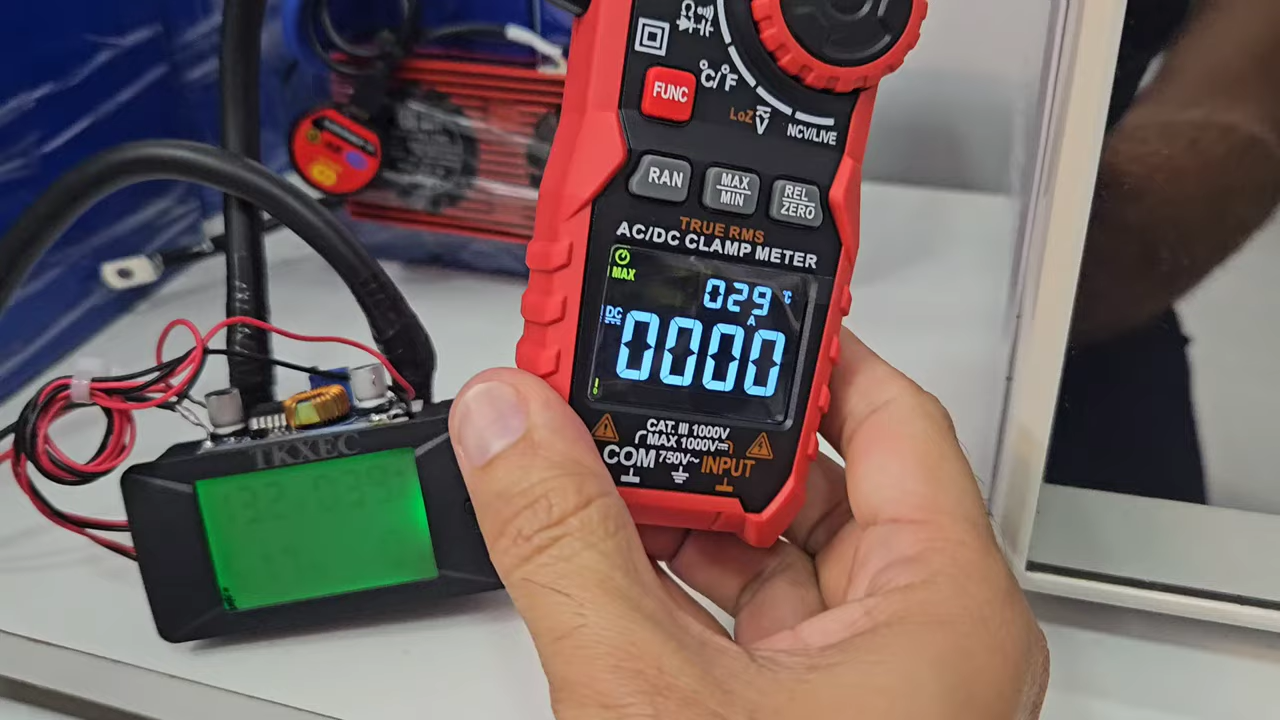 °C/°F
FUNC
LoZ V
NCV/LIVE
RAN
MAX
MIN
REL
ZERO
TRUE RMS
AC/DC CLAMP METER
MAX
029 °C
A
DC
0000
CAT. III 1000V
MAX 1000V
COM 750V~ INPUT
TKXEC